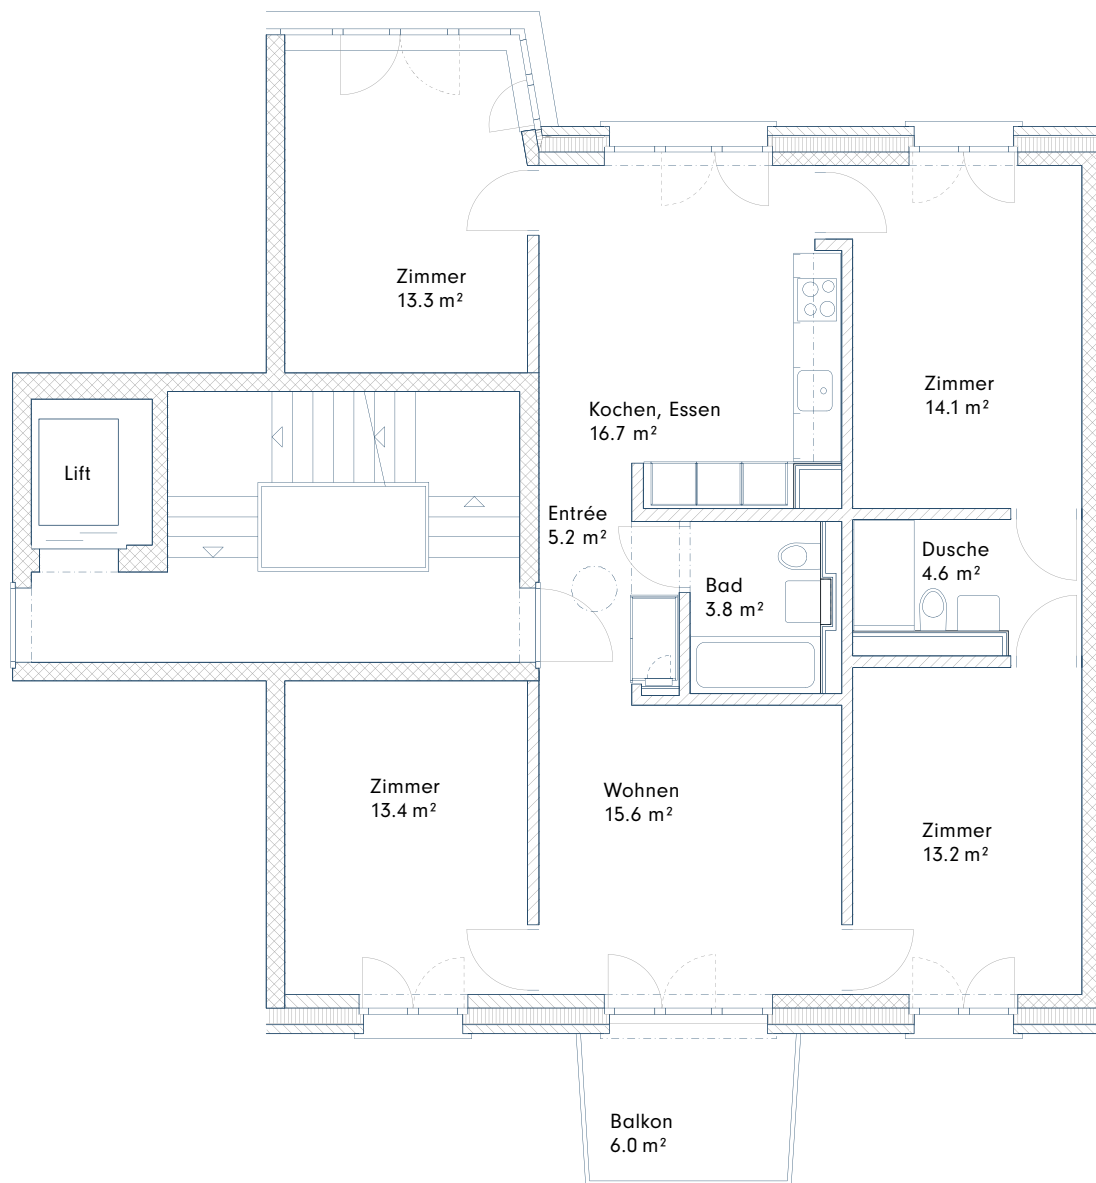 Zimmer
13.3 m²
Zimmer
14.1 m²
Kochen, Essen
16.7 m²
Lift
Entrée
5.2 m²
Dusche
4.6 m²
Bad
3.8 m²
Zimmer
13.4 m²
Wohnen
15.6 m²
Zimmer
13.2 m²
Balkon
6.0 m²